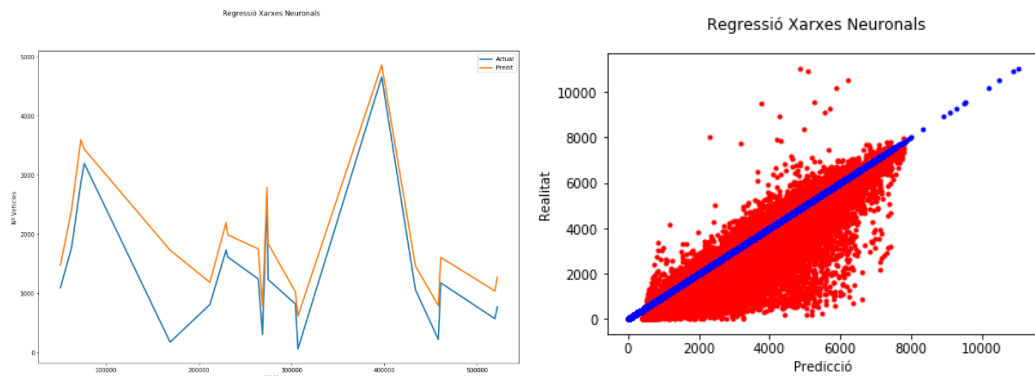 Regressió Xarxes Neuronals
5000
4000
3000
2000
1000
0
Nº Vehicles
Actual
Predit
100000 200000 300000 400000 500000
Regressió Xarxes Neuronals
10000
8000
6000
4000
2000
0
Realitat
0 2000 4000 6000 8000 10000
Predicció